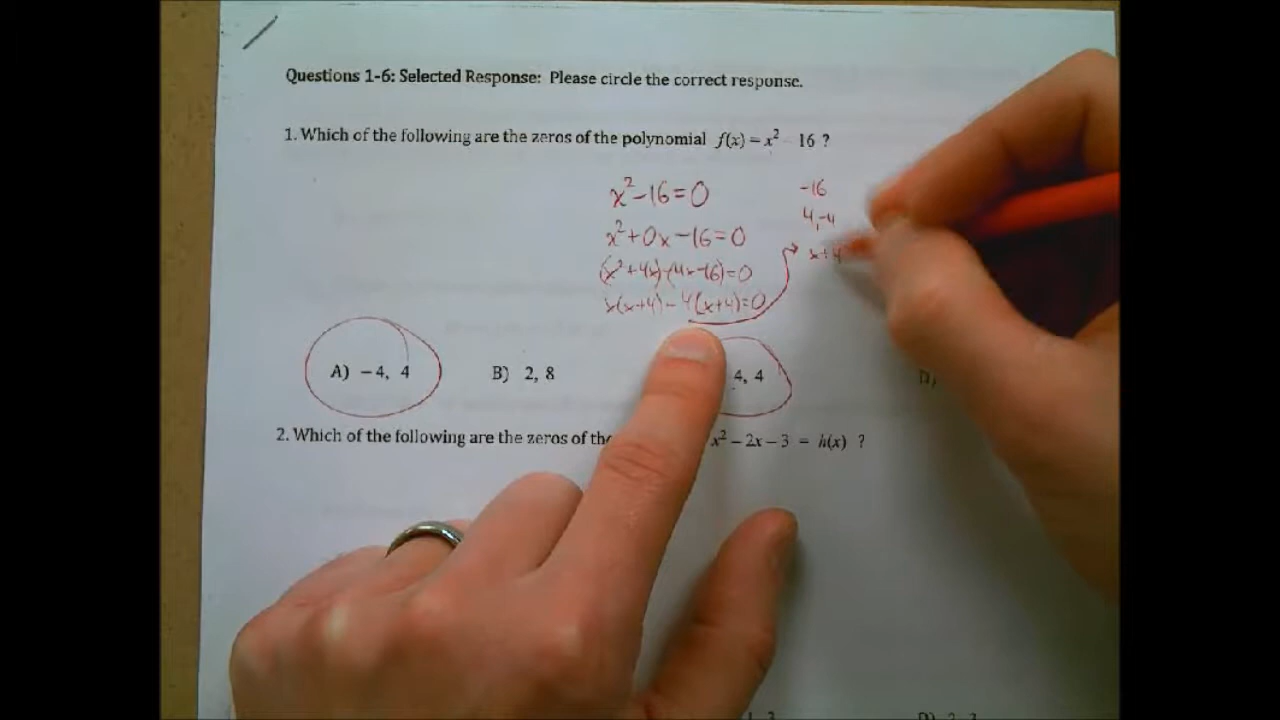 Questions 1-6: Selected Response: Please circle the correct response.
1. Which of the following are the zeros of the polynomial f(x) = x² - 16 ?
x²-16=0
-16
4,-4
x²+0x-16=0
x+4
(x²+4x)-(4x-16)=0
x(x+4)-4(x+4)=0
A) -4, 4
B) 2, 8
4, 4
D)
2. Which of the following are the zeros of the
x² - 2x - 3 = h(x) ?